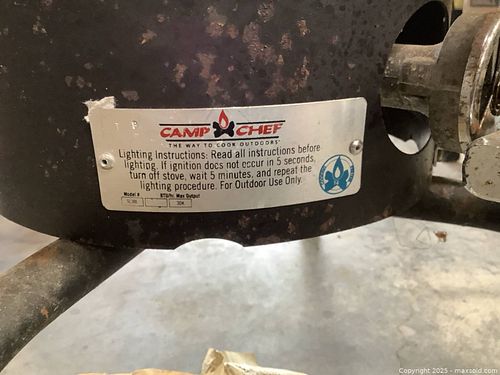 CAMP CHEF
THE WAY TO COOK OUTDOORS
Lighting Instructions: Read all instructions before
lighting. If ignition does not occur in 5 seconds,
turn off stove, wait 5 minutes, and repeat the
lighting procedure. For Outdoor Use Only.
Model # BTU/hr. Max Output
30K
Copyright 2025 - maxsold.com